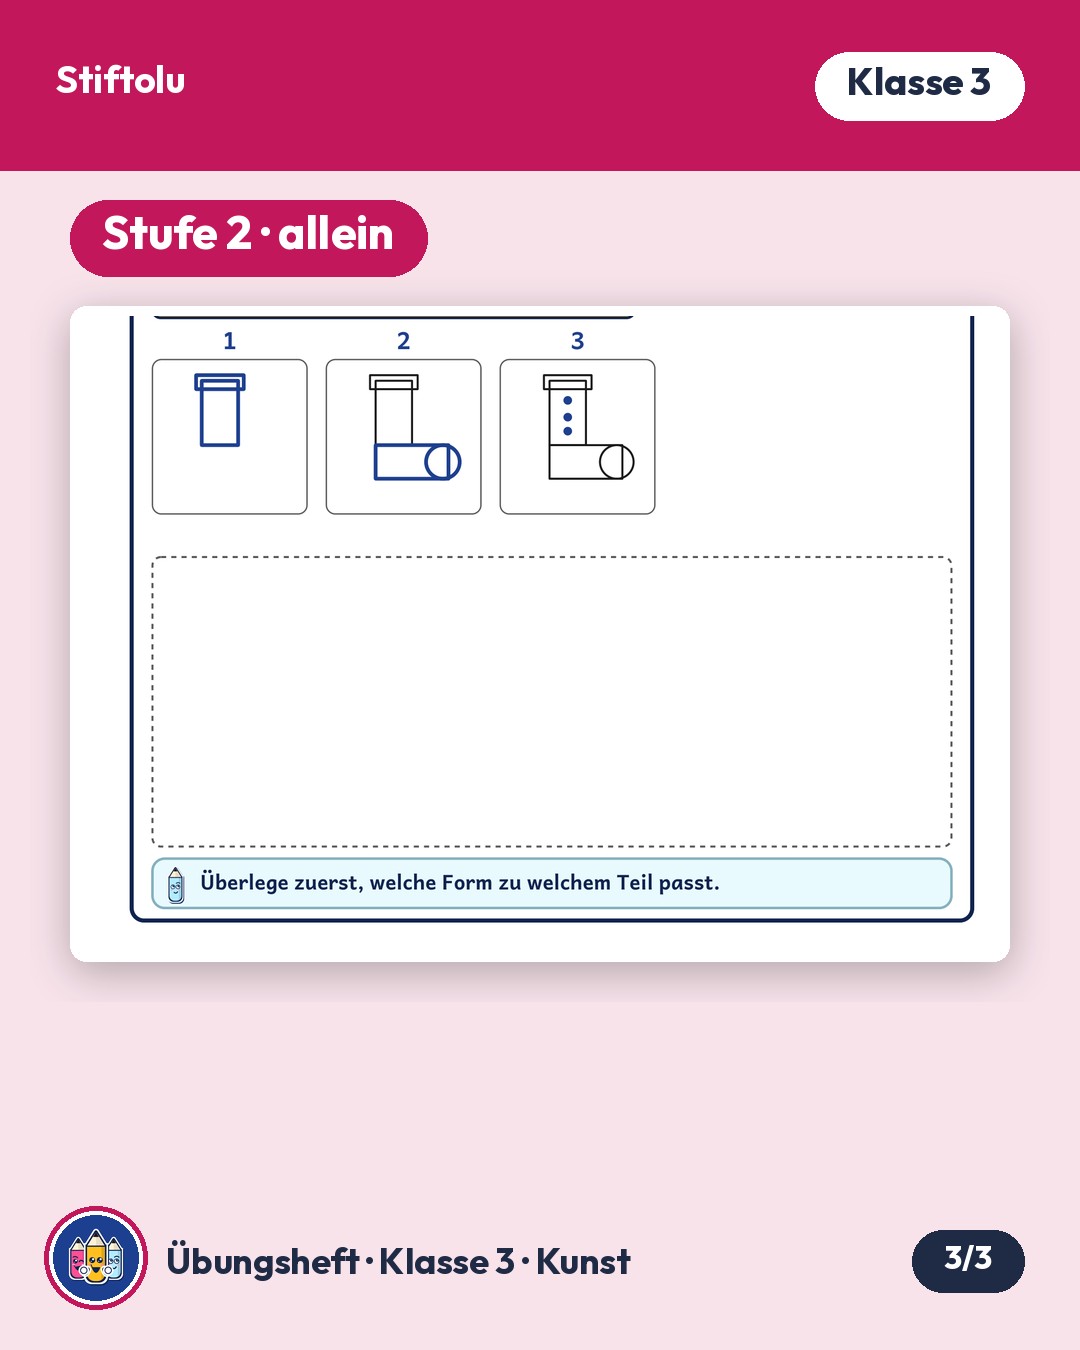 Stiftolu
Klasse 3
Stufe 2 · allein
1 2 3
Überlege zuerst, welche Form zu welchem Teil passt.
Übungsheft · Klasse 3 · Kunst
3/3